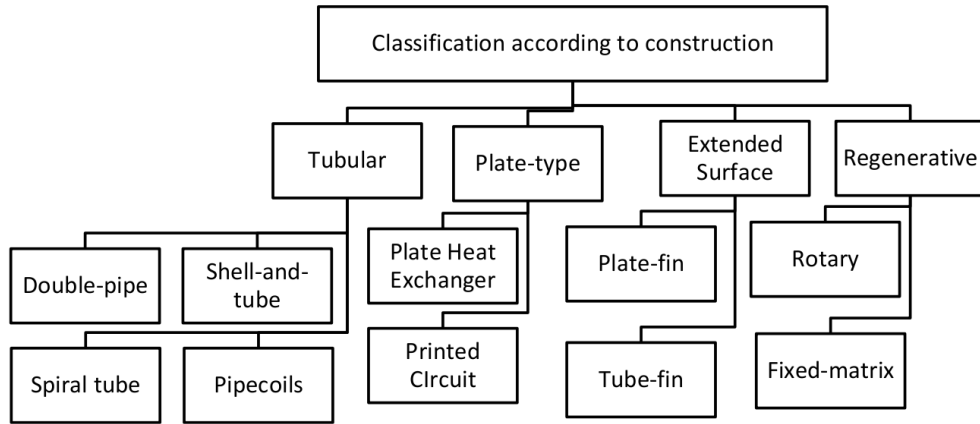 Classification according to construction
Tubular
Plate-type
Extended
Surface
Regenerative
Double-pipe
Shell-and-
tube
Plate Heat
Exchanger
Plate-fin
Rotary
Spiral tube
Pipecoils
Printed
CIrcuit
Tube-fin
Fixed-matrix